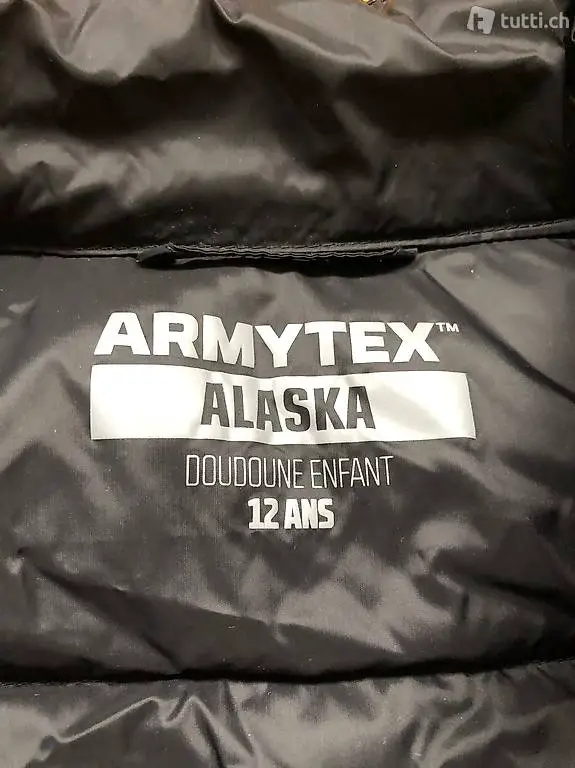 tutti.ch
ARMYTEX™
ALASKA
DOUDOUNE ENFANT
12 ANS